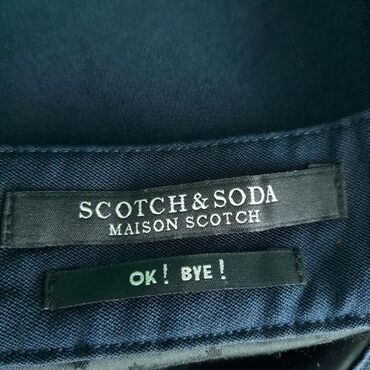 SCOTCH & SODA
MAISON SCOTCH
OK! BYE!